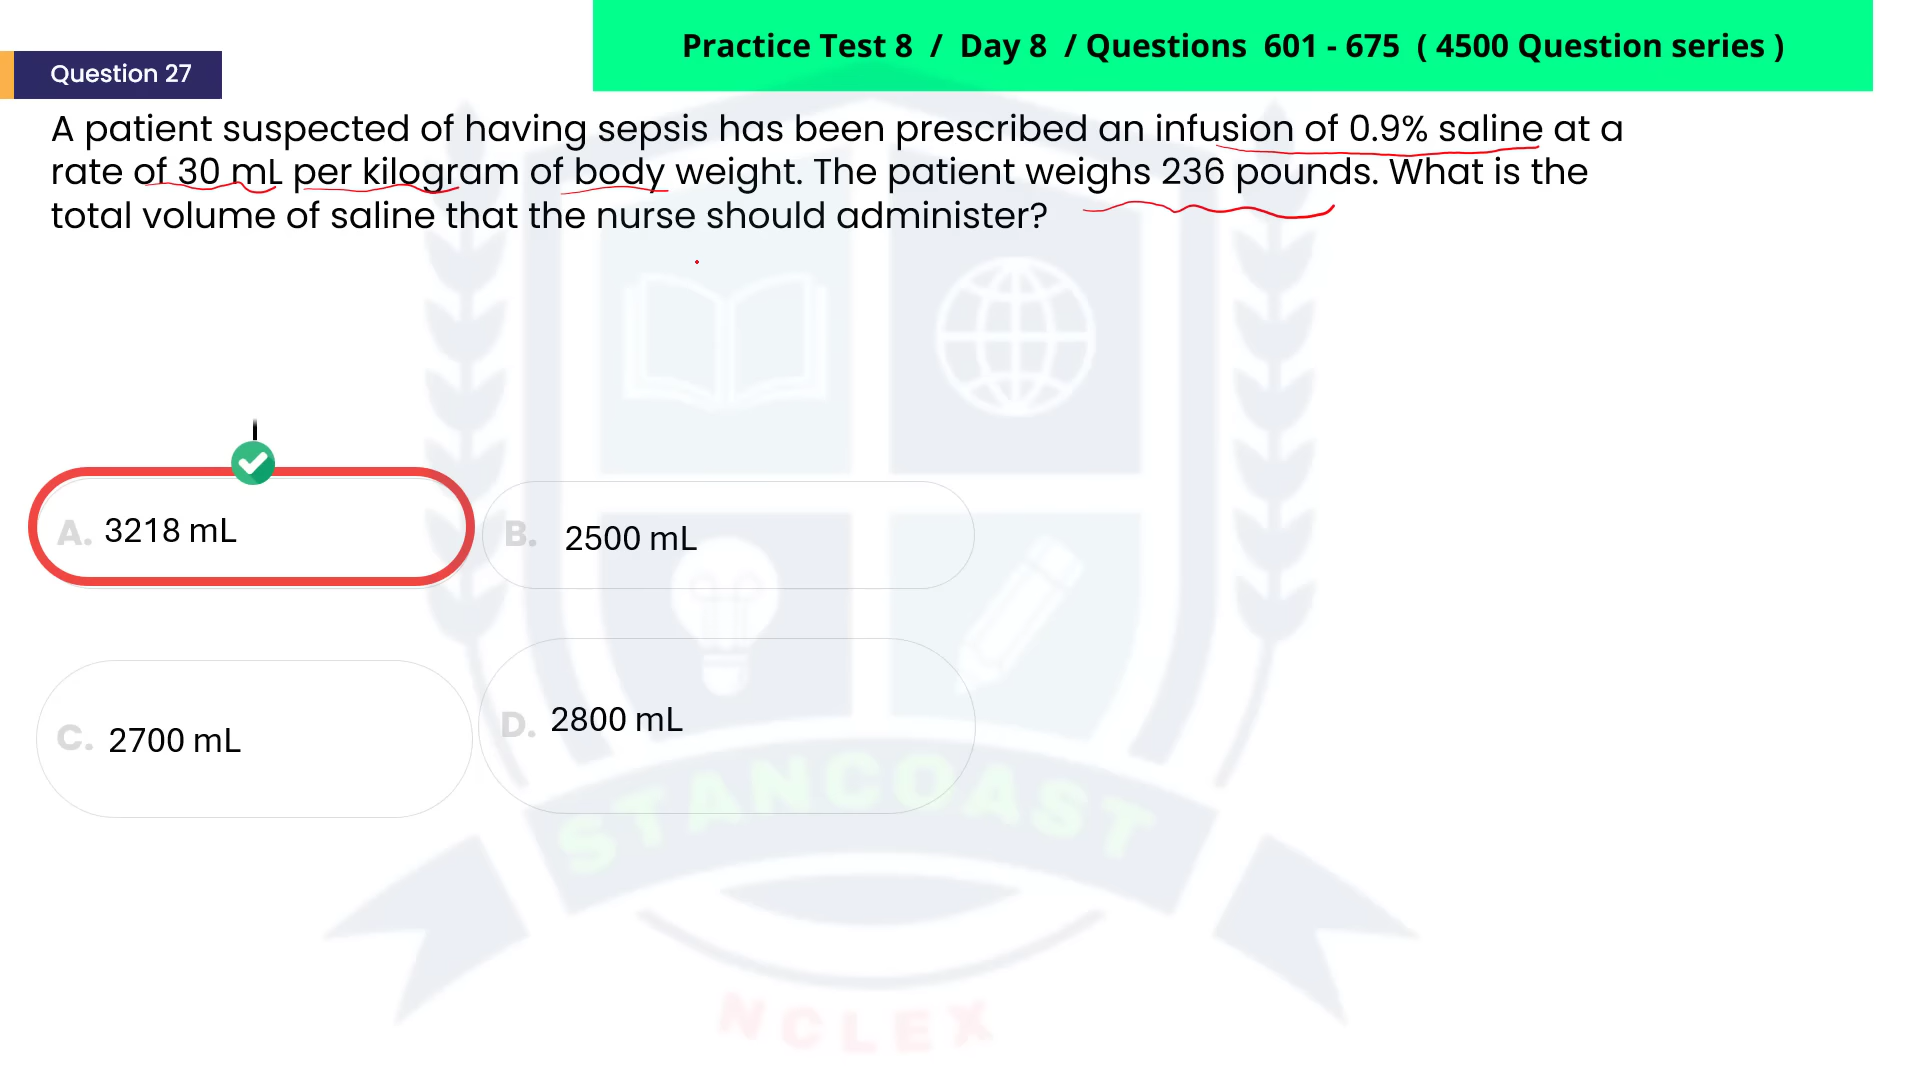 Practice Test 8 / Day 8 / Questions 601 - 675 ( 4500 Question series )
Question 27
A patient suspected of having sepsis has been prescribed an infusion of 0.9% saline at a
rate of 30 mL per kilogram of body weight. The patient weighs 236 pounds. What is the
total volume of saline that the nurse should administer?
A. 3218 mL
B. 2500 mL
C. 2700 mL
D. 2800 mL
STANCOAST
NCLEX